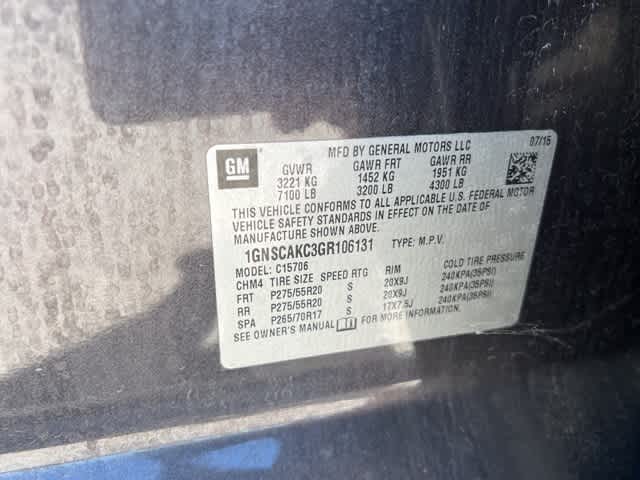 GM
MFD BY GENERAL MOTORS LLC 07/15
GVWR GAWR FRT GAWR RR
3221 KG 1452 KG 1951 KG
7100 LB 3200 LB 4300 LB
THIS VEHICLE CONFORMS TO ALL APPLICABLE U.S. FEDERAL MOTOR
VEHICLE SAFETY STANDARDS IN EFFECT ON THE DATE OF
MANUFACTURE SHOWN ABOVE.
1GNSCAKC3GR106131 TYPE: M.P.V.
MODEL: C15706
CHM4 TIRE SIZE SPEED RTG RIM COLD TIRE PRESSURE
FRT P275/55R20 S 20X9J 240KPA(35PSI)
RR P275/55R20 S 20X9J 240KPA(35PSI)
SPA P265/70R17 S 17X7.5J 240KPA(35PSI)
SEE OWNER'S MANUAL FOR MORE INFORMATION.